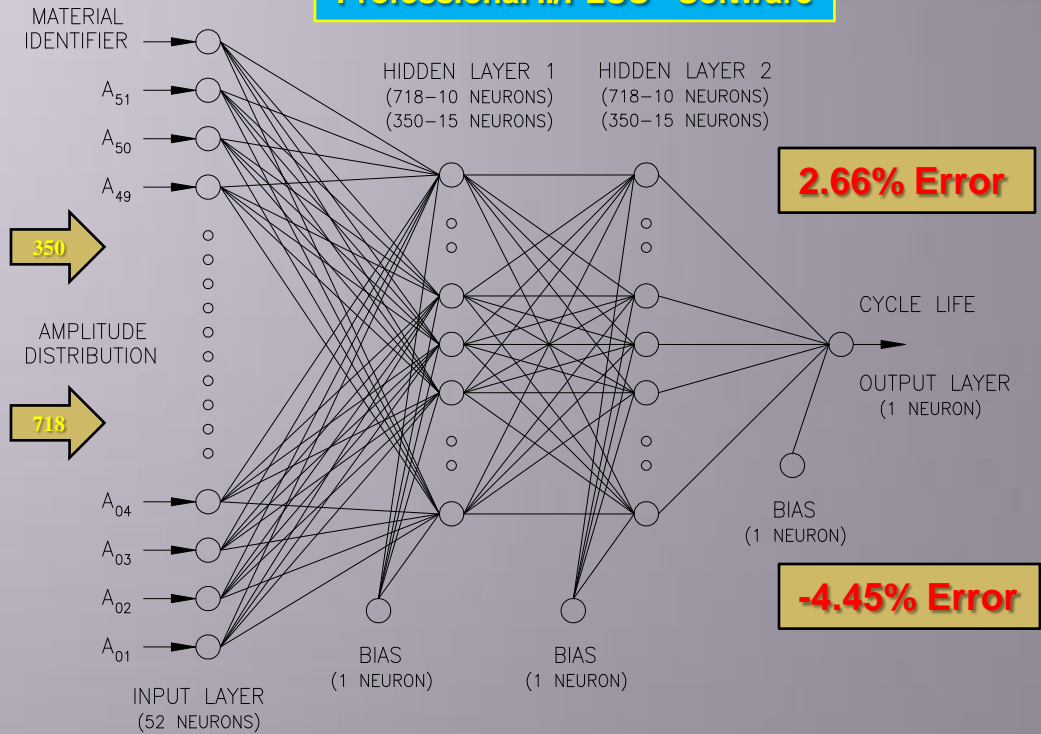 Software
MATERIAL
IDENTIFIER
A51
A50
A49
350
AMPLITUDE
DISTRIBUTION
718
A04
A03
A02
A01
INPUT LAYER
(52 NEURONS)
HIDDEN LAYER 1
(718-10 NEURONS)
(350-15 NEURONS)
HIDDEN LAYER 2
(718-10 NEURONS)
(350-15 NEURONS)
BIAS
(1 NEURON)
BIAS
(1 NEURON)
2.66% Error
CYCLE LIFE
OUTPUT LAYER
(1 NEURON)
BIAS
(1 NEURON)
-4.45% Error